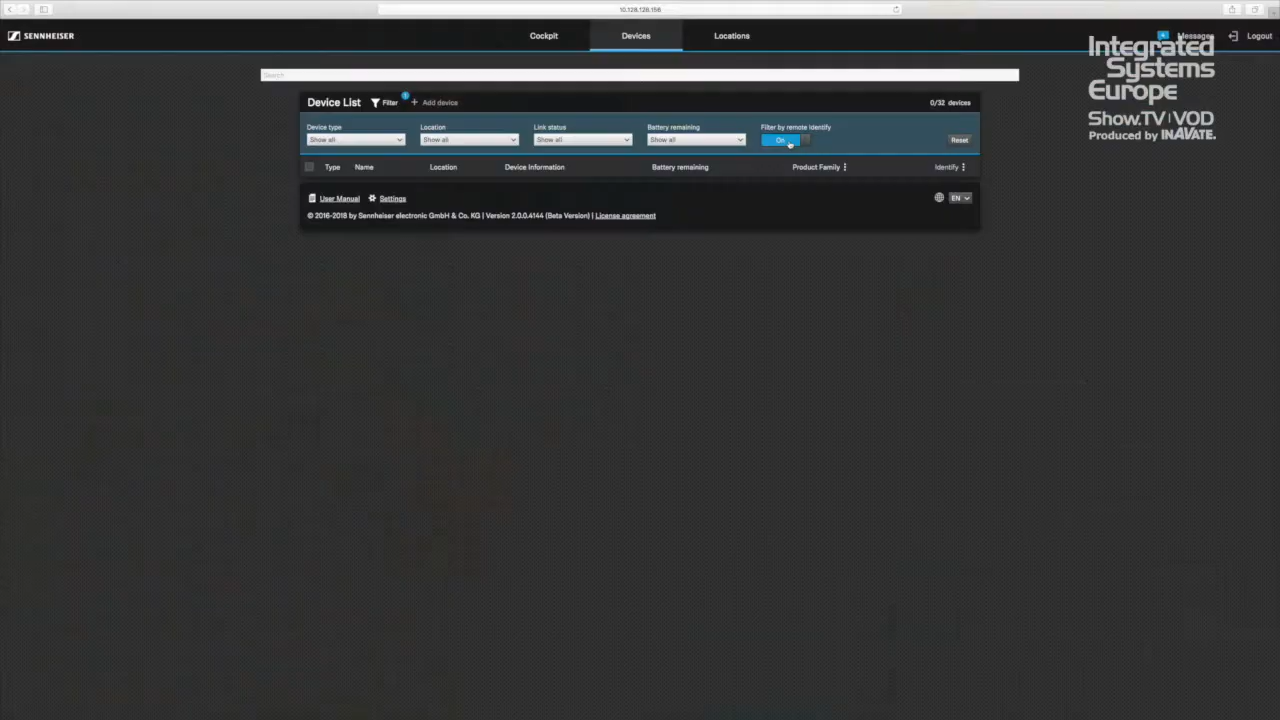 10.128.128.156
SENNHEISER
Cockpit
Devices
Locations
Messages
Logout
Integrated
Systems
Europe
Show.TV|VOD
Produced by INAVATE.
Search
Device List
Filter
1
+ Add device
0/32 devices
Device type
Location
Link status
Battery remaining
Filter by remote Identify
Show all
Show all
Show all
Show all
On
Reset
Type
Name
Location
Device Information
Battery remaining
Product Family
Identify
User Manual
Settings
EN
© 2016-2018 by Sennheiser electronic GmbH & Co. KG | Version 2.0.0.4144 (Beta Version) | License agreement